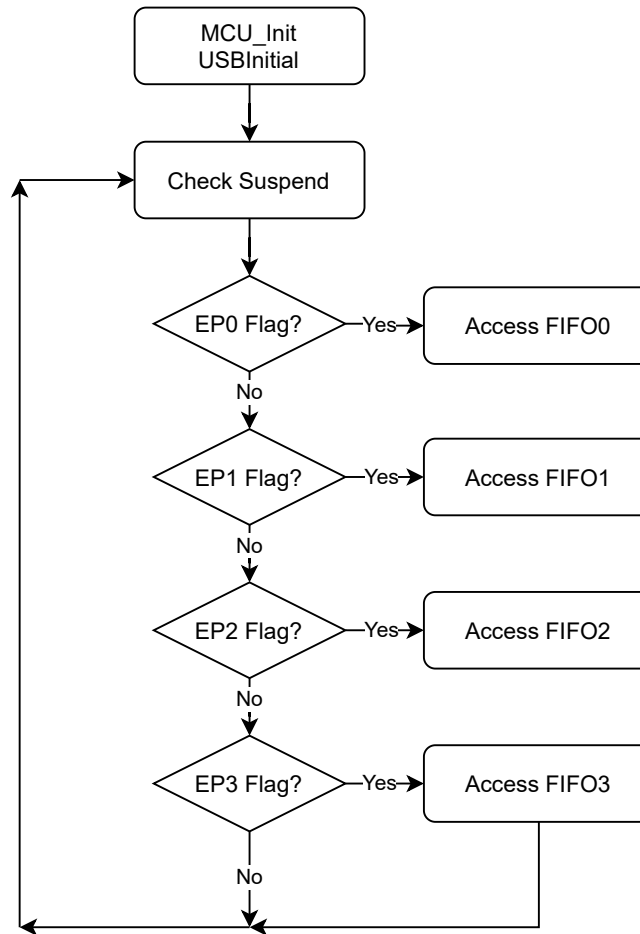 MCU_Init
USBInitial
Check Suspend
EP0 Flag?
Yes
Access FIFO0
No
EP1 Flag?
Yes
Access FIFO1
No
EP2 Flag?
Yes
Access FIFO2
No
EP3 Flag?
Yes
Access FIFO3
No